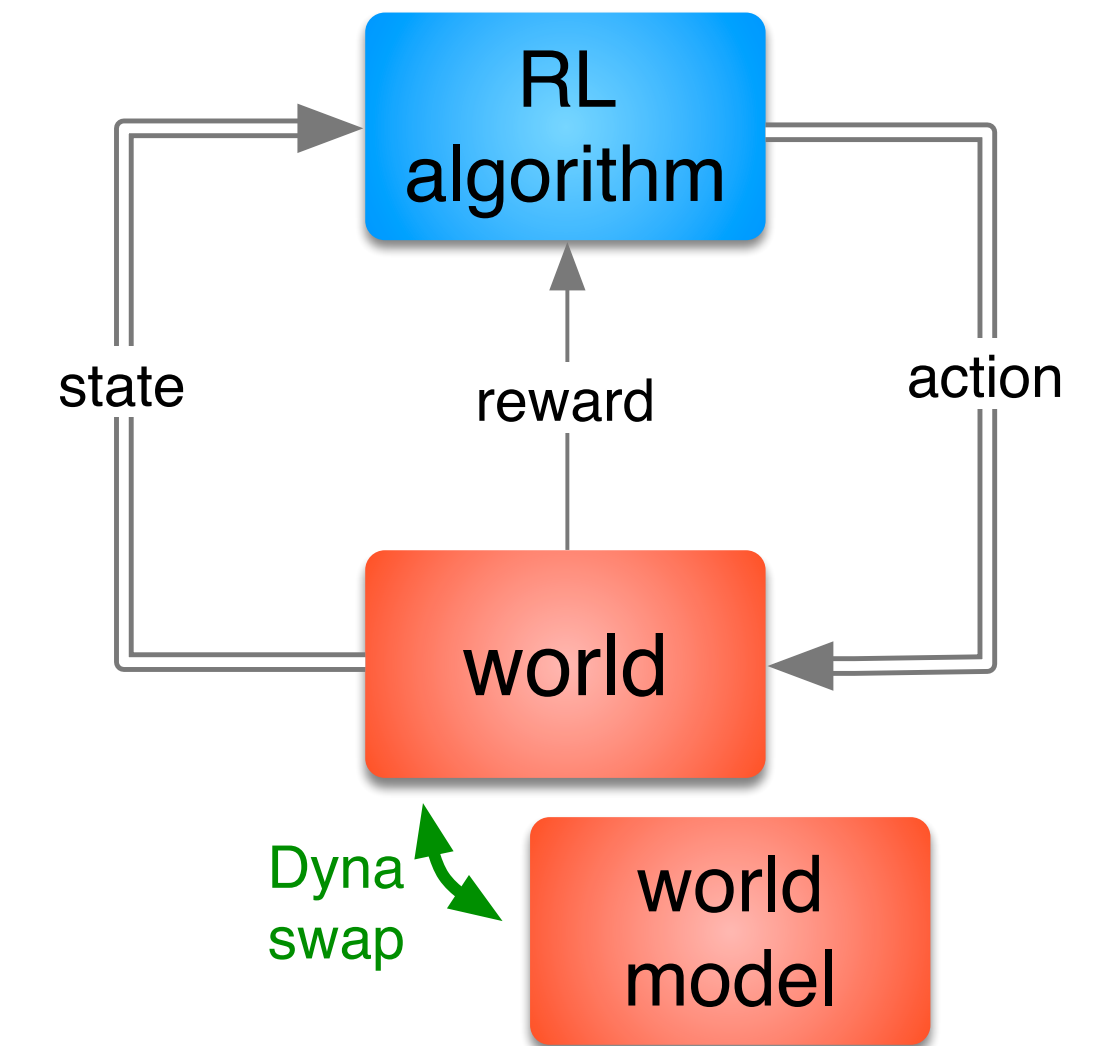 RL
algorithm
state
reward
action
world
Dyna
swap
world
model